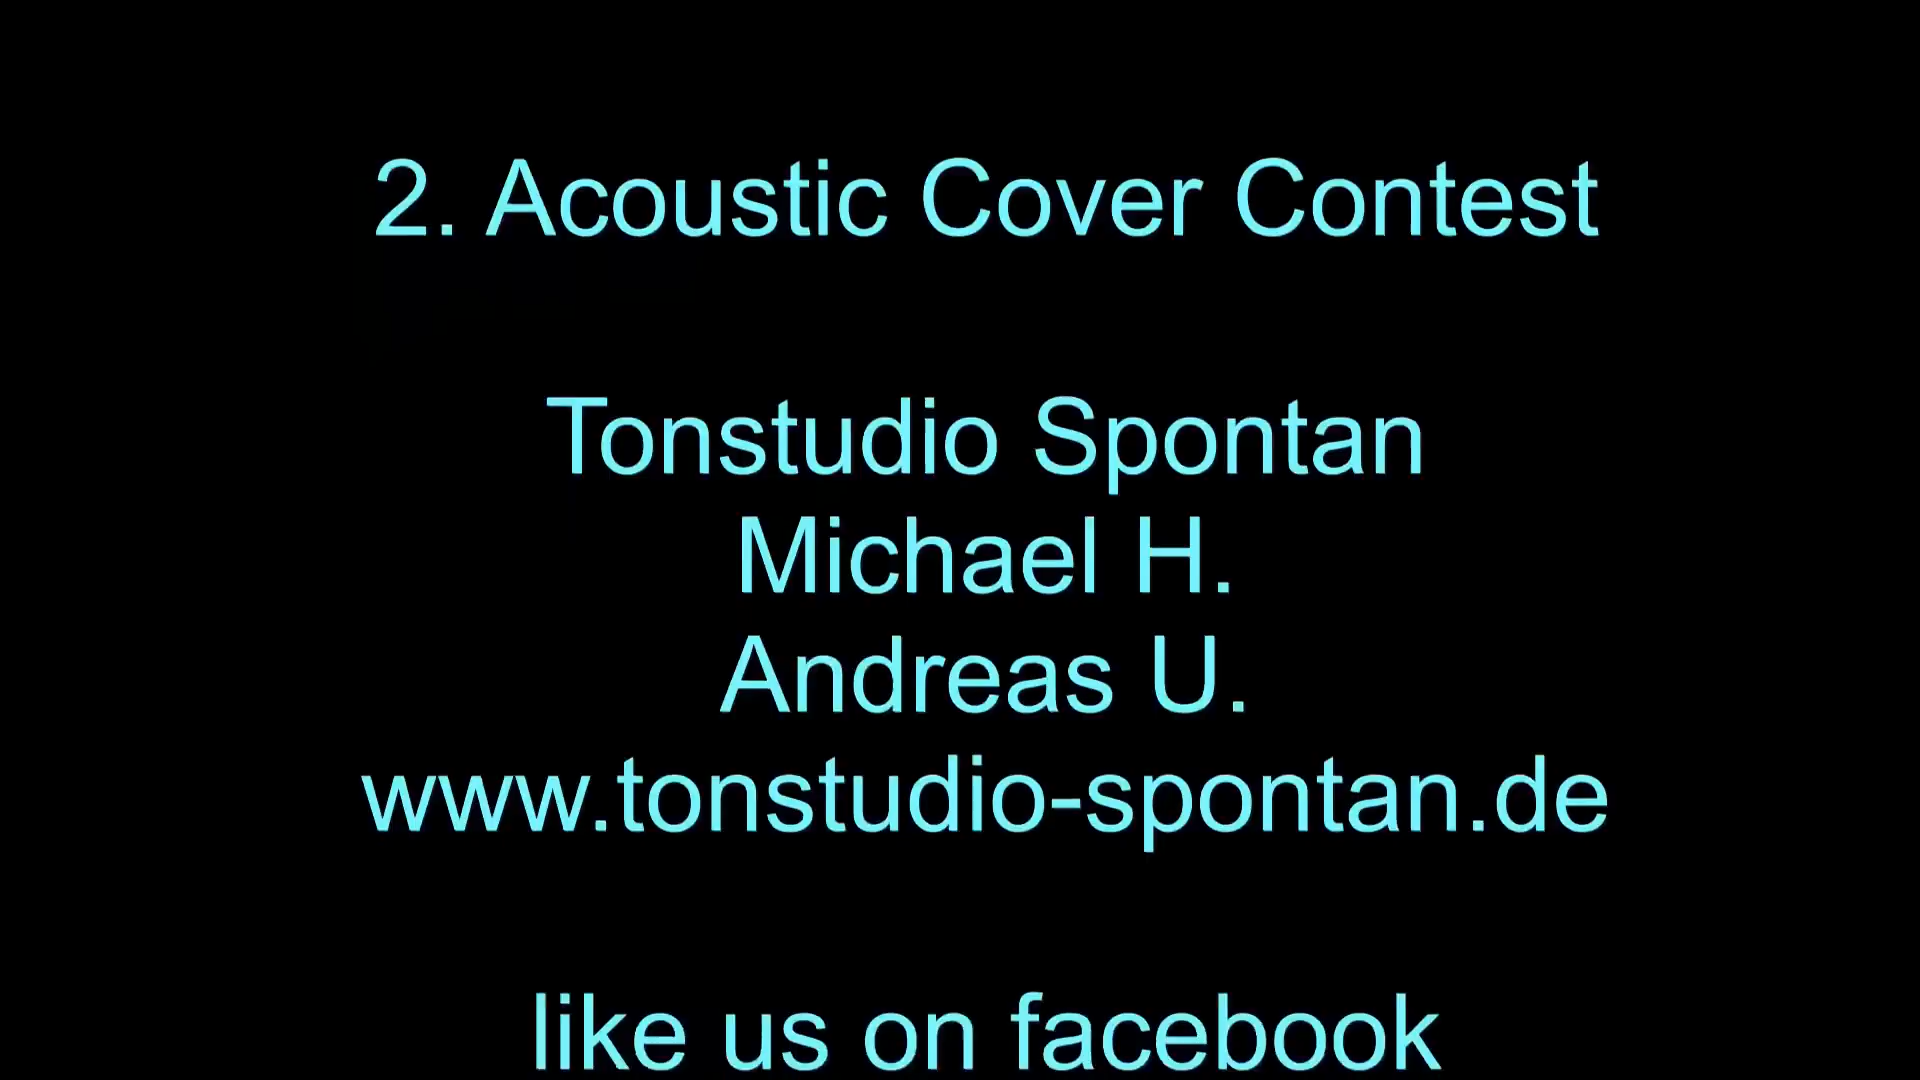 2. Acoustic Cover Contest
Tonstudio Spontan
Michael H.
Andreas U.
www.tonstudio-spontan.de
like us on facebook